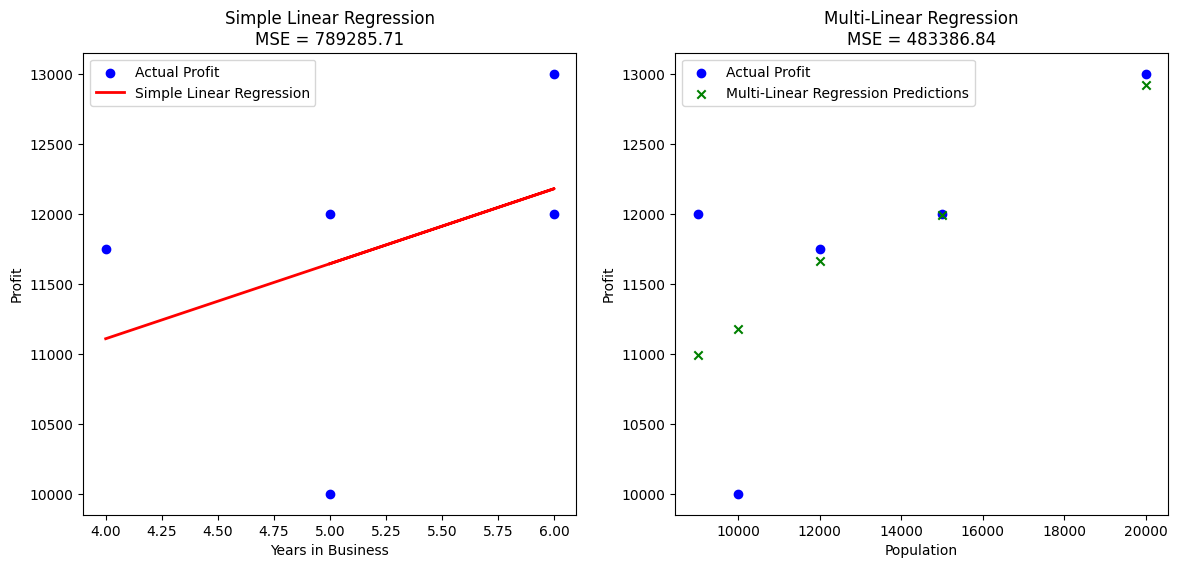 Simple Linear Regression
MSE = 789285.71
Actual Profit
Simple Linear Regression
13000
12500
12000
11500
11000
10500
10000
Profit
4.00 4.25 4.50 4.75 5.00 5.25 5.50 5.75 6.00
Years in Business
Multi-Linear Regression
MSE = 483386.84
Actual Profit
Multi-Linear Regression Predictions
13000
12500
12000
11500
11000
10500
10000
Profit
10000 12000 14000 16000 18000 20000
Population